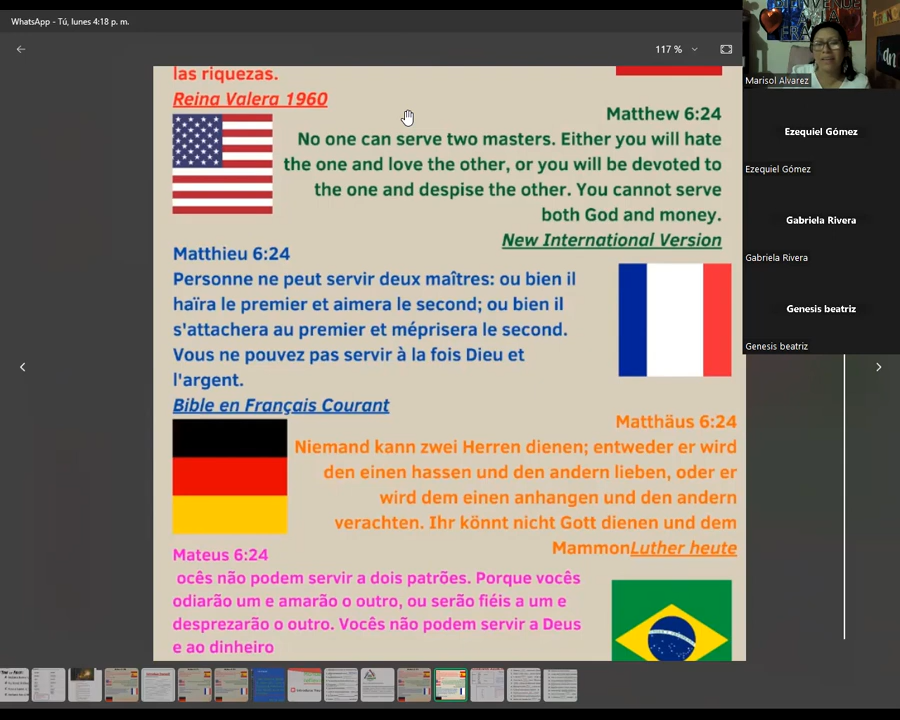 WhatsApp - Tú, lunes 4:18 p. m.
117 %
las riquezas.
Reina Valera 1960
Matthew 6:24
No one can serve two masters. Either you will hate
the one and love the other, or you will be devoted to
the one and despise the other. You cannot serve
both God and money.
New International Version
Matthieu 6:24
Personne ne peut servir deux maîtres: ou bien il
haïra le premier et aimera le second; ou bien il
s'attachera au premier et méprisera le second.
Vous ne pouvez pas servir à la fois Dieu et
l'argent.
Bible en Français Courant
Matthäus 6:24
Niemand kann zwei Herren dienen; entweder er wird
den einen hassen und den andern lieben, oder er
wird dem einen anhangen und den andern
verachten. Ihr könnt nicht Gott dienen und dem
MammonLuther heute
Mateus 6:24
ocês não podem servir a dois patrões. Porque vocês
odiarão um e amarão o outro, ou serão fiéis a um e
desprezarão o outro. Vocês não podem servir a Deus
e ao dinheiro
Marisol Alvarez
Ezequiel Gómez
Ezequiel Gómez
Gabriela Rivera
Gabriela Rivera
Genesis beatriz
Genesis beatriz